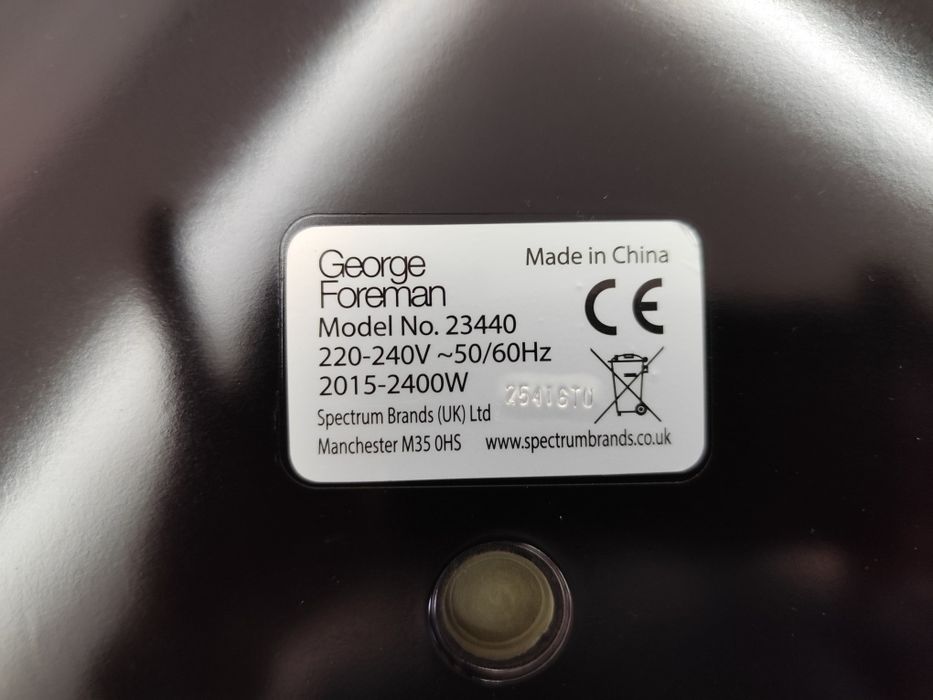 George
Foreman
Made in China
CE
Model No. 23440
220-240V ~50/60Hz
2015-2400W
Spectrum Brands (UK) Ltd
Manchester M35 0HS www.spectrumbrands.co.uk